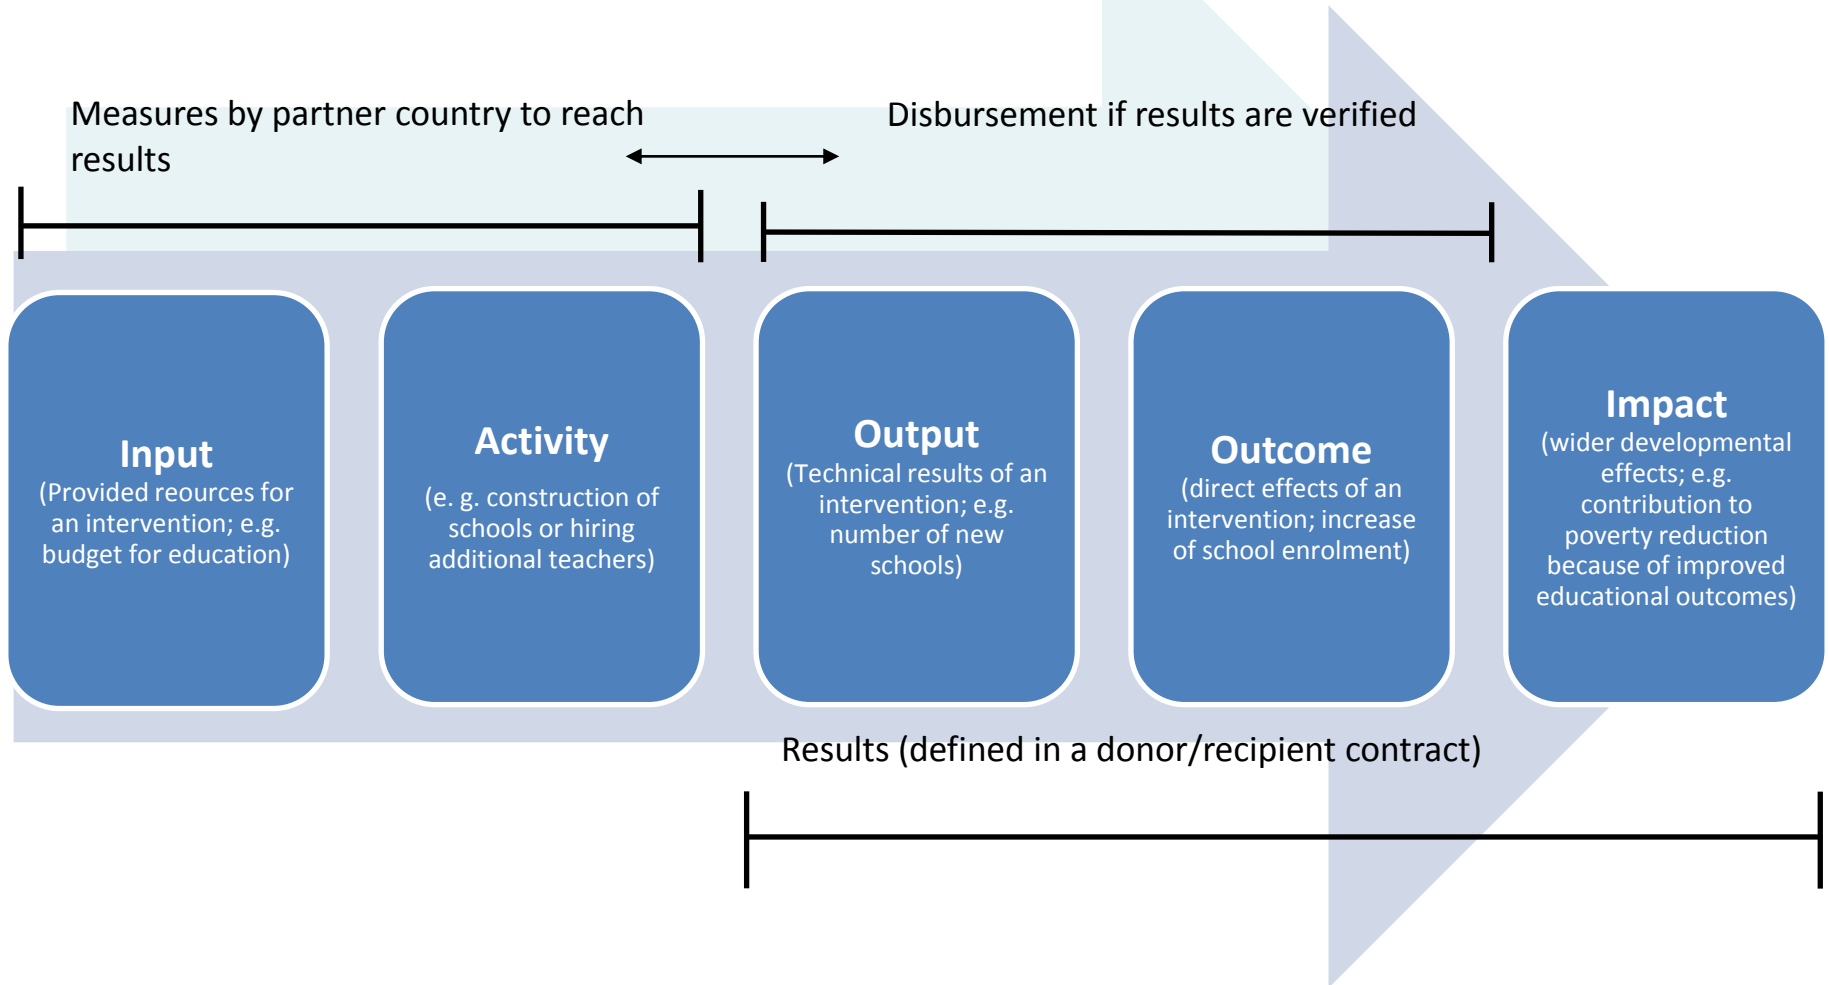 Measures by partner country to reach
results
Disbursement if results are verified
Input
(Provided reources for
an intervention; e.g.
budget for education)
Activity
(e. g. construction of
schools or hiring
additional teachers)
Output
(Technical results of an
intervention; e.g.
number of new
schools)
Outcome
(direct effects of an
intervention; increase
of school enrolment)
Impact
(wider developmental
effects; e.g.
contribution to
poverty reduction
because of improved
educational outcomes)
Results (defined in a donor/recipient contract)